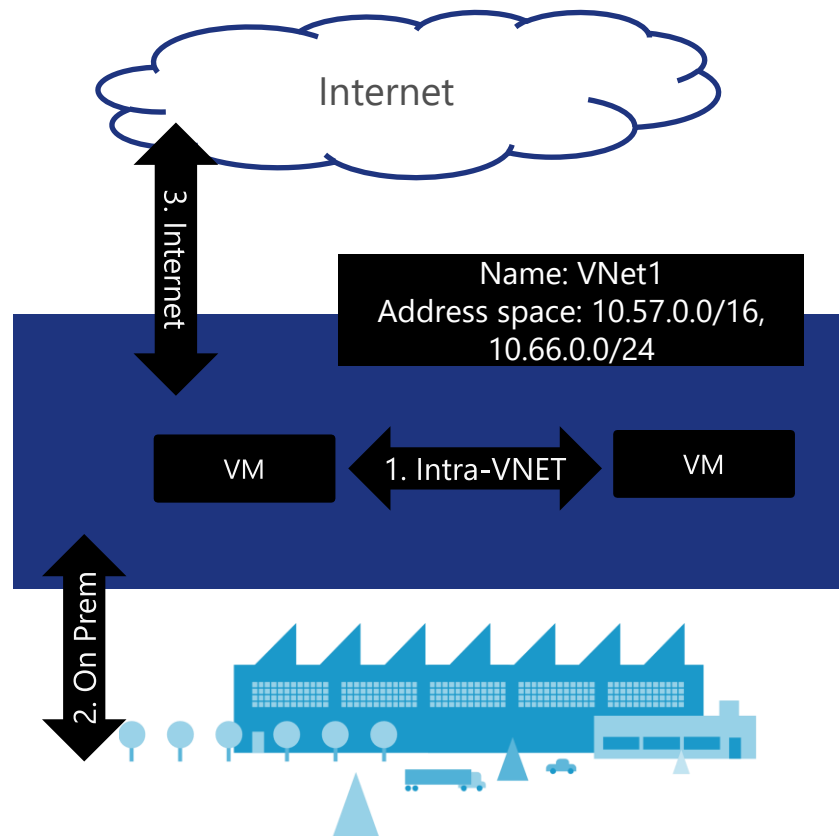 Internet
3. Internet
Name: VNet1
Address space: 10.57.0.0/16,
10.66.0.0/24
VM
1. Intra-VNET
VM
2. On Prem